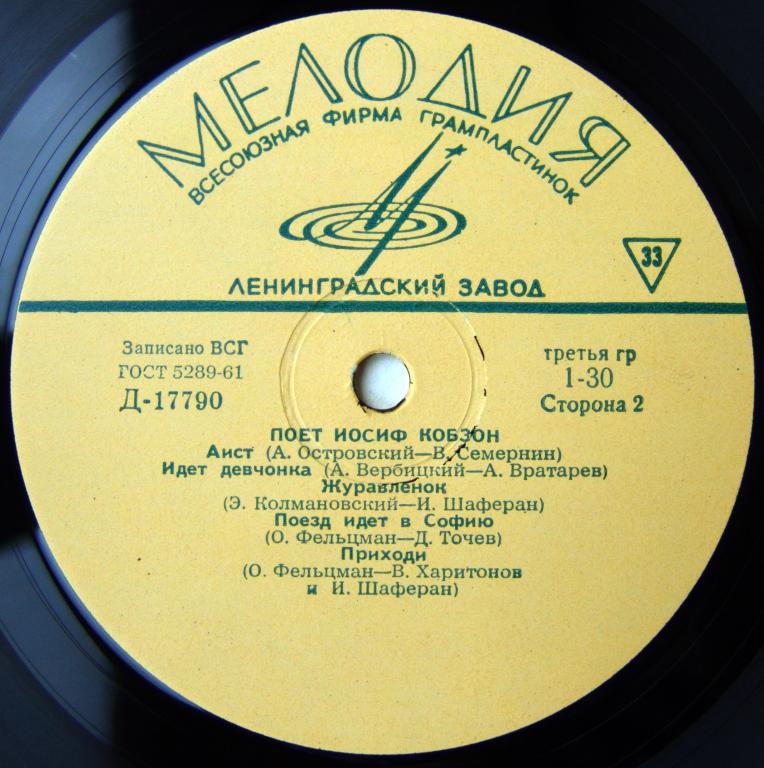 МЕЛОДИЯ
ВСЕСОЮЗНАЯ ФИРМА ГРАМПЛАСТИНОК
33
ЛЕНИНГРАДСКИЙ ЗАВОД
Записано ВСГ
ГОСТ 5289-61
Д-17790
третья гр
1-30
Сторона 2
ПОЕТ ИОСИФ КОБЗОН
Аист (А. Островский—В. Семернин)
Идет девчонка (А. Вербицкий—А. Вратарев)
Журавленок
(Э. Колмановский—И. Шаферан)
Поезд идет в Софию
(О. Фельцман—Д. Точев)
Приходи
(О. Фельцман—В. Харитонов
и И. Шаферан)